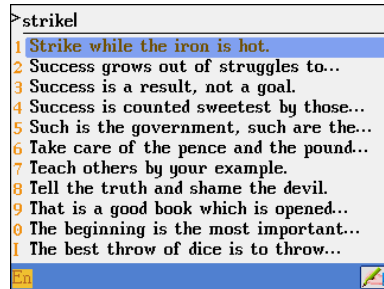 >strike
1 Strike while the iron is hot.
2 Success grows out of struggles to...
3 Success is a result, not a goal.
4 Success is counted sweetest by those...
5 Such is the government, such are the...
6 Take care of the pence and the pound...
7 Teach others by your example.
8 Tell the truth and shame the devil.
9 That is a good book which is opened...
0 The beginning is the most important...
I The best throw of dice is to throw...
En